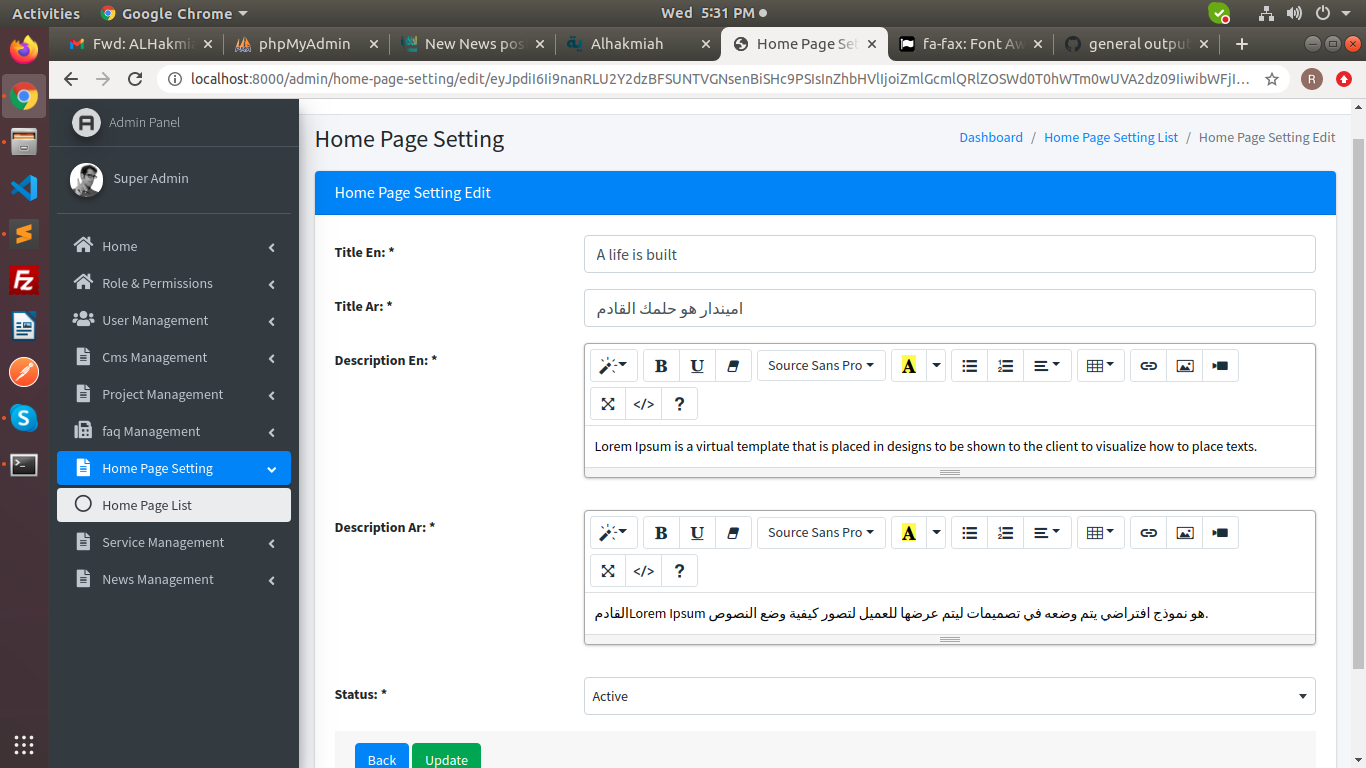 Activities
Google Chrome
Wed 5:31 PM
Fwd: ALHakmi
phpMyAdmin
New News pos
Alhakmiah
Home Page Set
fa-fax: Font Aw
general output
localhost:8000/admin/home-page-setting/edit/
R
Admin Panel
Super Admin
Home
Role & Permissions
User Management
Cms Management
Project Management
faq Management
Home Page Setting
Home Page List
Service Management
News Management
Home Page Setting
Dashboard / Home Page Setting List / Home Page Setting Edit
Home Page Setting Edit
Title En: *
A life is built
Title Ar: *
اميندار هو حلمك القادم
Description En: *
B U Source Sans Pro A
</> ?
Lorem Ipsum is a virtual template that is placed in designs to be shown to the client to visualize how to place texts.
Description Ar: *
B U Source Sans Pro A
</> ?
القادمLorem Ipsum هو نموذج افتراضي يتم وضعه في تصميمات ليتم عرضها للعميل لتصور كيفية وضع النصوص.
Status: *
Active
Back
Update